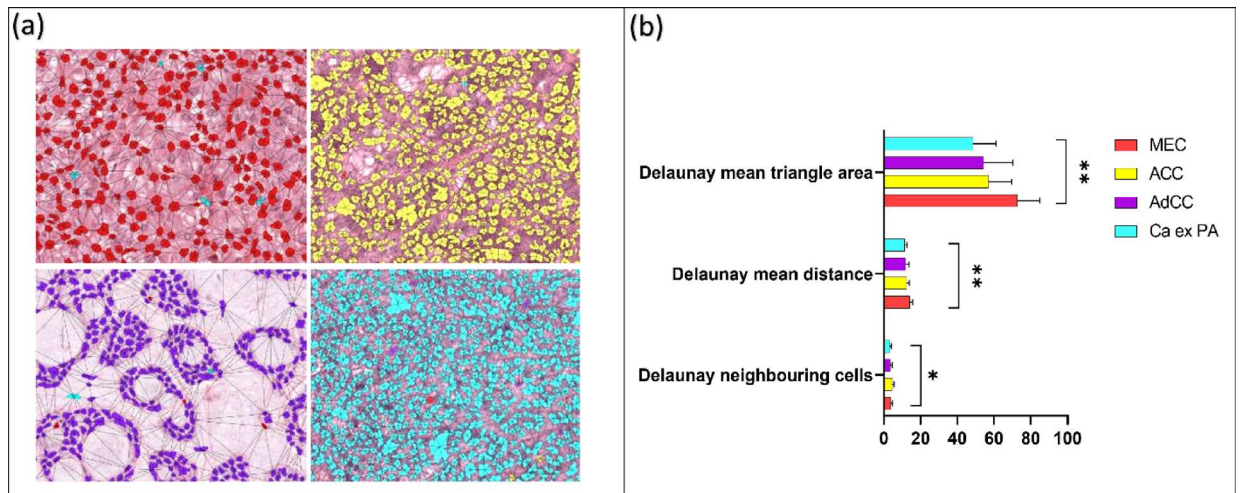 (a)
(b)
Delaunay mean triangle area
**
Delaunay mean distance
**
Delaunay neighbouring cells
*
0 20 40 60 80 100
MEC
ACC
AdCC
Ca ex PA